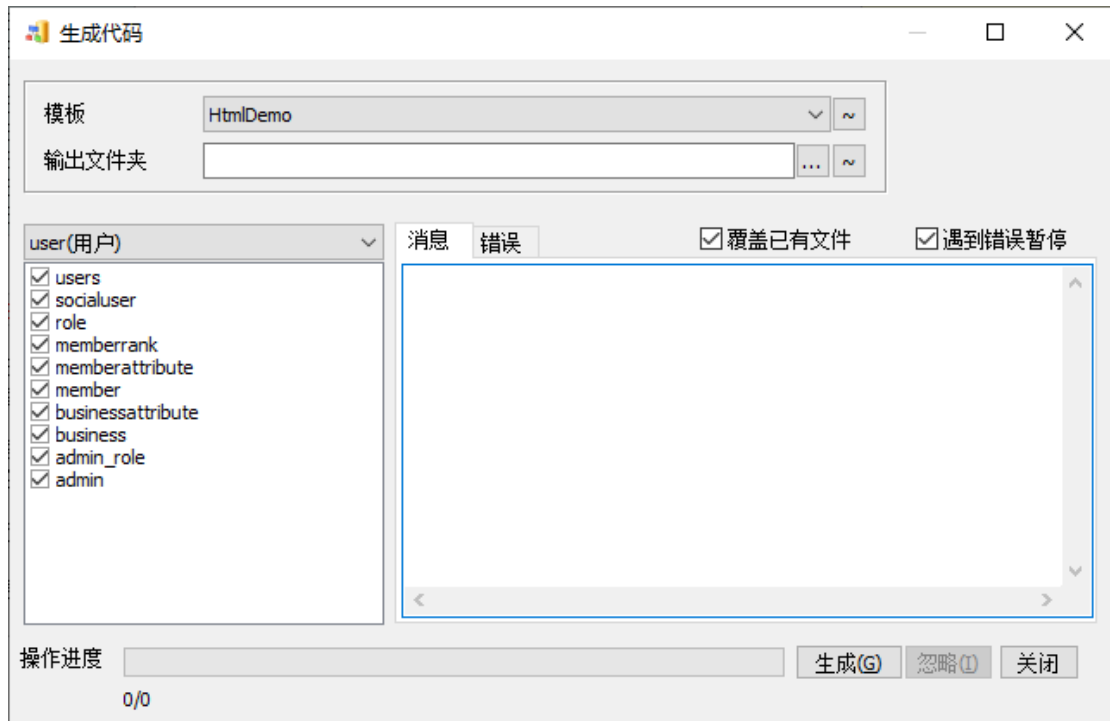 生成代码
模板
HtmlDemo
~
输出文件夹
...
~
user(用户)
消息
错误
覆盖已有文件
遇到错误暂停
users
socialuser
role
memberrank
memberattribute
member
businessattribute
business
admin_role
admin
操作进度
生成(G)
忽略(I)
关闭
0/0